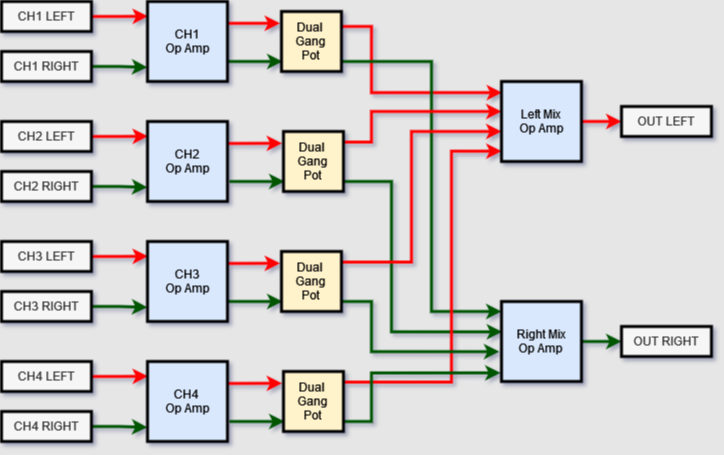 CH1 LEFT
CH1 RIGHT
CH1
Op Amp
Dual
Gang
Pot
CH2 LEFT
CH2 RIGHT
CH2
Op Amp
Dual
Gang
Pot
CH3 LEFT
CH3 RIGHT
CH3
Op Amp
Dual
Gang
Pot
CH4 LEFT
CH4 RIGHT
CH4
Op Amp
Dual
Gang
Pot
Left Mix
Op Amp
OUT LEFT
Right Mix
Op Amp
OUT RIGHT